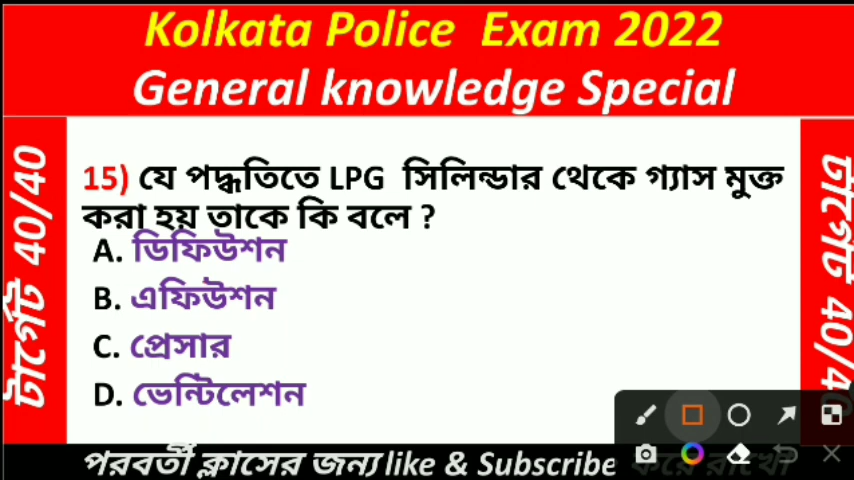 Kolkata Police Exam 2022
General knowledge Special
টার্গেট 40/40
15) যে পদ্ধতিতে LPG সিলিন্ডার থেকে গ্যাস মুক্ত
করা হয় তাকে কি বলে ?
A. ডিফিউশন
B. এফিউশন
C. প্রেসার
D. ভেন্টিলেশন
টার্গেট 40/40
পরবর্তী ক্লাসের জন্য like & Subscribe করে রাখো